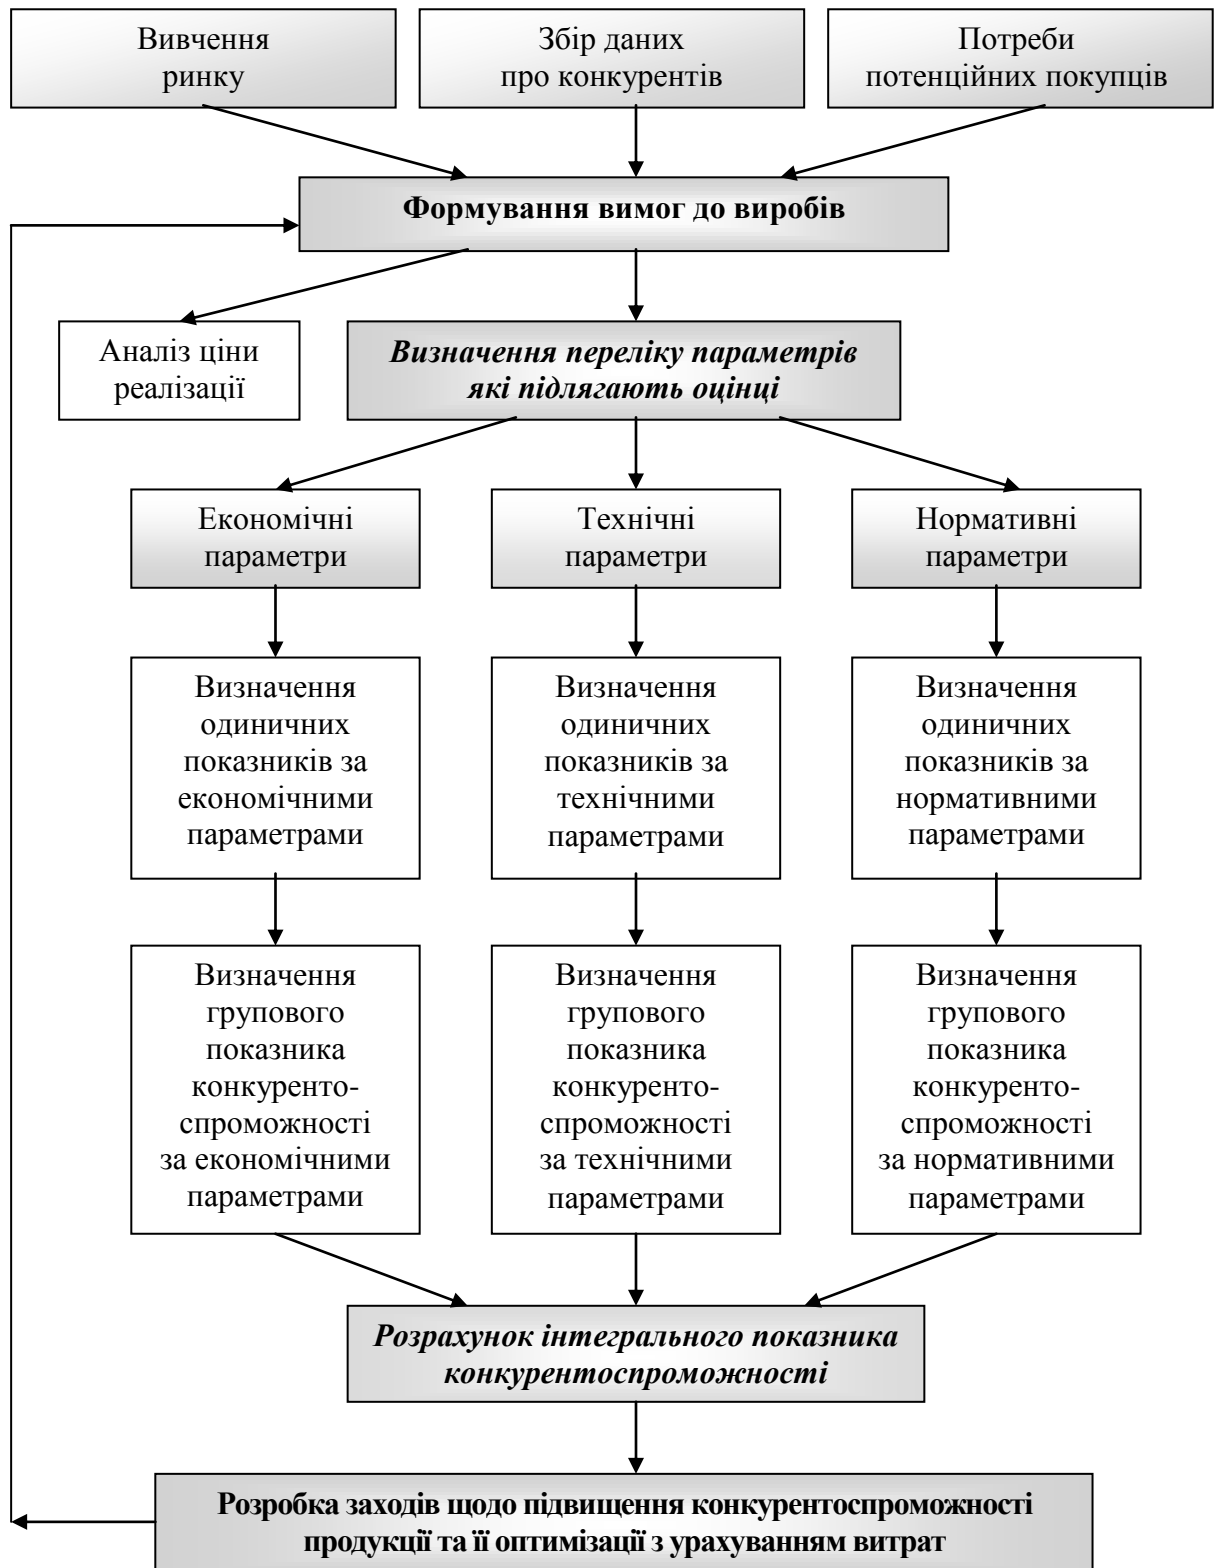 Вивчення
ринку
Збір даних
про конкурентів
Потреби
потенційних покупців
Формування вимог до виробів
Аналіз ціни
реалізації
Визначення переліку параметрів
які підлягають оцінці
Економічні
параметри
Технічні
параметри
Нормативні
параметри
Визначення
одиничних
показників за
економічними
параметрами
Визначення
одиничних
показників за
технічними
параметрами
Визначення
одиничних
показників за
нормативними
параметрами
Визначення
групового
показника
конкуренто-
спроможності
за економічними
параметрами
Визначення
групового
показника
конкуренто-
спроможності
за технічними
параметрами
Визначення
групового
показника
конкуренто-
спроможності
за нормативними
параметрами
Розрахунок інтегрального показника
конкурентоспроможності
Розробка заходів щодо підвищення конкурентоспроможності
продукції та її оптимізації з урахуванням витрат